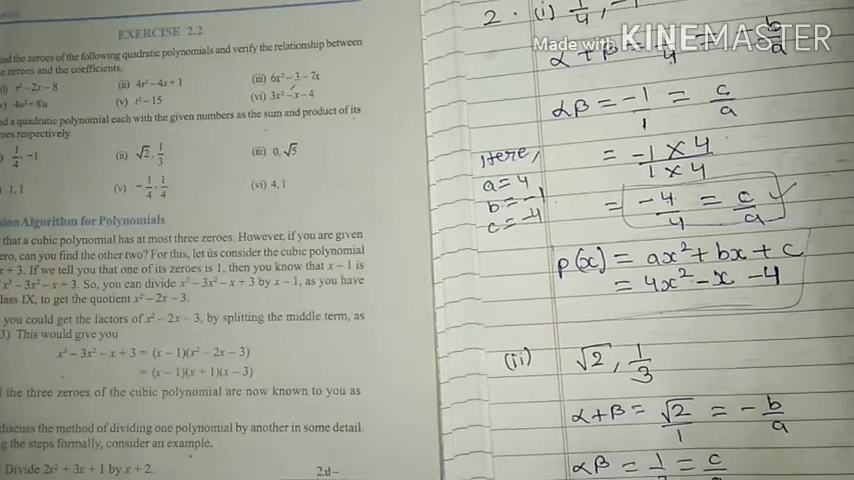 EXERCISE 2.2
nd the zeroes of the following quadratic polynomials and verify the relationship between
e zeroes and the coefficients.
(i) x² – 2x – 8 (ii) 4s² – 4s + 1 (iii) 6x² – 3 – 7x
) 4u² + 8u (v) t² – 15 (vi) 3x² – x – 4
d a quadratic polynomial each with the given numbers as the sum and product of its
oes respectively
) 1/4, –1 (ii) √2, 1/3 (iii) 0, √5
1, 1 (v) –1/4, 1/4 (vi) 4, 1
sion Algorithm for Polynomials
that a cubic polynomial has at most three zeroes. However, if you are given
ero, can you find the other two? For this, let us consider the cubic polynomial
x + 3. If we tell you that one of its zeroes is 1, then you know that x – 1 is
x³ – 3x² – x + 3. So, you can divide x³ – 3x² – x + 3 by x – 1, as you have
lass IX, to get the quotient x² – 2x – 3.
you could get the factors of x² – 2x – 3, by splitting the middle term, as
3). This would give you
x³ – 3x² – x + 3 = (x – 1)(x² – 2x – 3)
= (x – 1)(x + 1)(x – 3)
the three zeroes of the cubic polynomial are now known to you as
discuss the method of dividing one polynomial by another in some detail.
g the steps formally, consider an example.
Divide 2x² + 3x + 1 by x + 2.
2. (i) 1/4, -1
Made with KINEMASTER
α+β = 1/4 = -b/a
αβ = -1/1 = c/a
Here,
a = 4
b = -1
c = -4
= -1×4/1×4
= -4/4 = c/a
p(x) = ax²+bx+c
= 4x²-x-4
(ii) √2, 1/3
α+β = √2/1 = -b/a
αβ = 1/3 = c/a